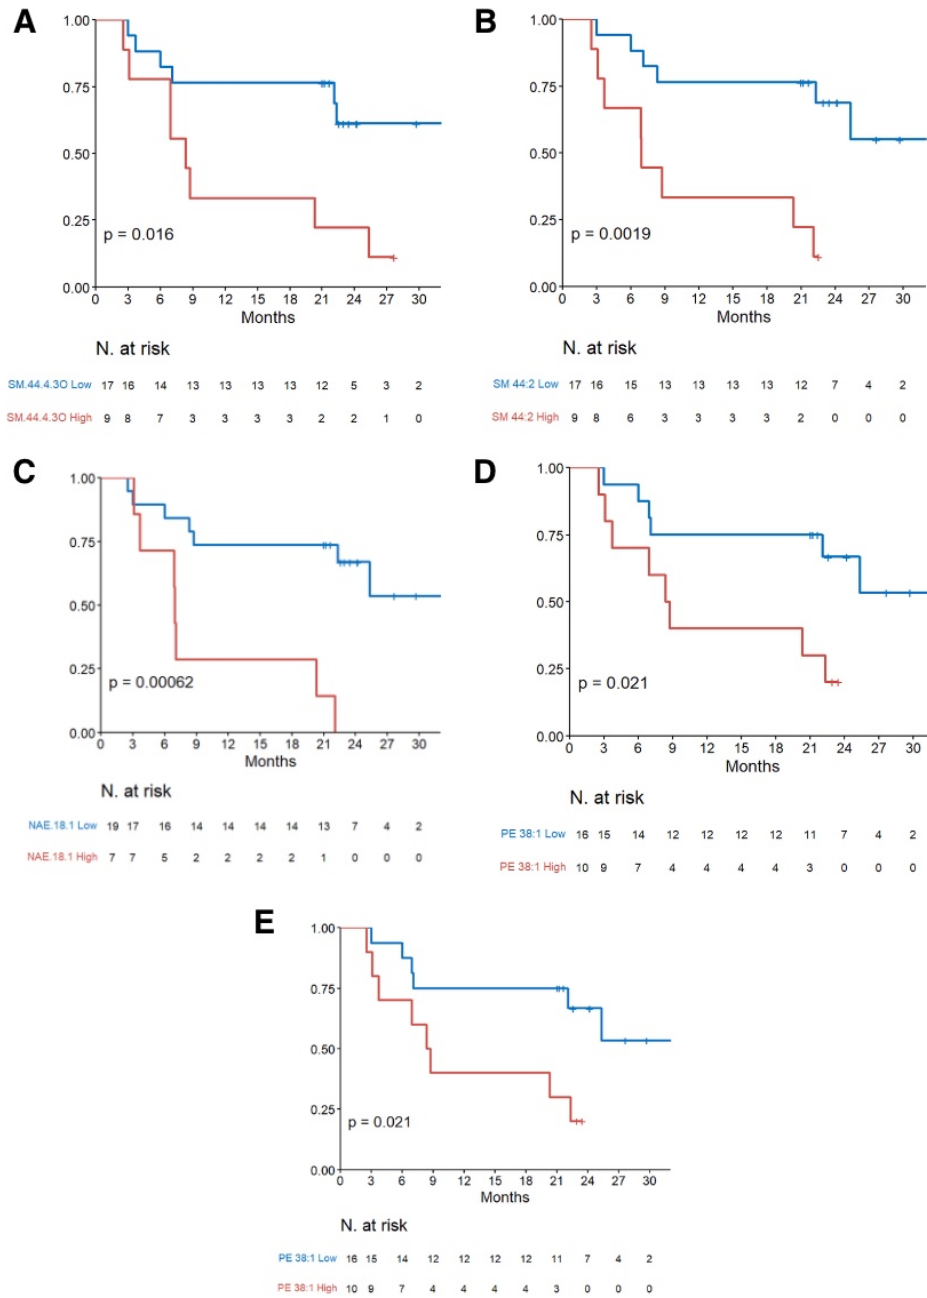 A
1.00
0.75
0.50
0.25
0.00
p = 0.016
0 3 6 9 12 15 18 21 24 27 30
Months
N. at risk
SM.44.4.3O Low 17 16 14 13 13 13 13 12 5 3 2
SM.44.4.3O High 9 8 7 3 3 3 3 2 2 1 0
B
1.00
0.75
0.50
0.25
0.00
p = 0.0019
0 3 6 9 12 15 18 21 24 27 30
Months
N. at risk
SM 44:2 Low 17 16 15 13 13 13 13 12 7 4 2
SM 44:2 High 9 8 6 3 3 3 3 2 0 0 0
C
1.00
0.75
0.50
0.25
0.00
p = 0.00062
0 3 6 9 12 15 18 21 24 27 30
Months
N. at risk
NAE.18.1 Low 19 17 16 14 14 14 14 13 7 4 2
NAE.18.1 High 7 7 5 2 2 2 2 1 0 0 0
D
1.00
0.75
0.50
0.25
0.00
p = 0.021
0 3 6 9 12 15 18 21 24 27 30
Months
N. at risk
PE 38:1 Low 16 15 14 12 12 12 12 11 7 4 2
PE 38:1 High 10 9 7 4 4 4 4 3 0 0 0
E
1.00
0.75
0.50
0.25
0.00
p = 0.021
0 3 6 9 12 15 18 21 24 27 30
Months
N. at risk
PE 38:1 Low 16 15 14 12 12 12 12 11 7 4 2
PE 38:1 High 10 9 7 4 4 4 4 3 0 0 0